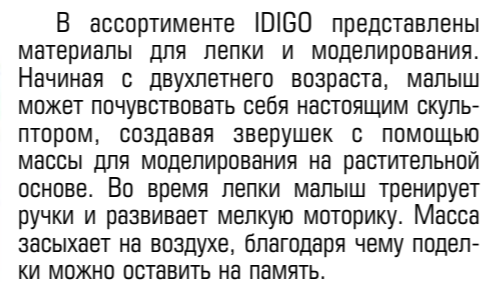 В ассортименте IDIGO представлены
материалы для лепки и моделирования.
Начиная с двухлетнего возраста, малыш
может почувствовать себя настоящим скуль-
птором, создавая зверушек с помощью
массы для моделирования на растительной
основе. Во время лепки малыш тренирует
ручки и развивает мелкую моторику. Масса
засыхает на воздухе, благодаря чему подел-
ки можно оставить на память.